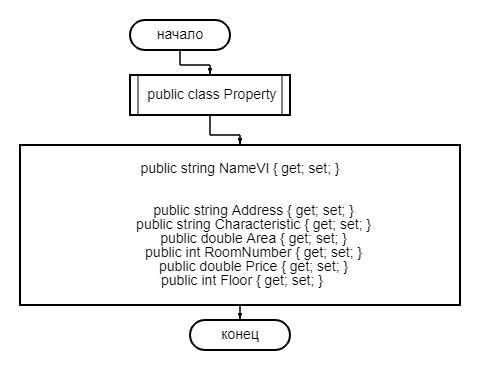 начало
public class Property
public string NameVI { get; set; }
public string Address { get; set; }
public string Characteristic { get; set; }
public double Area { get; set; }
public int RoomNumber { get; set; }
public double Price { get; set; }
public int Floor { get; set; }
конец